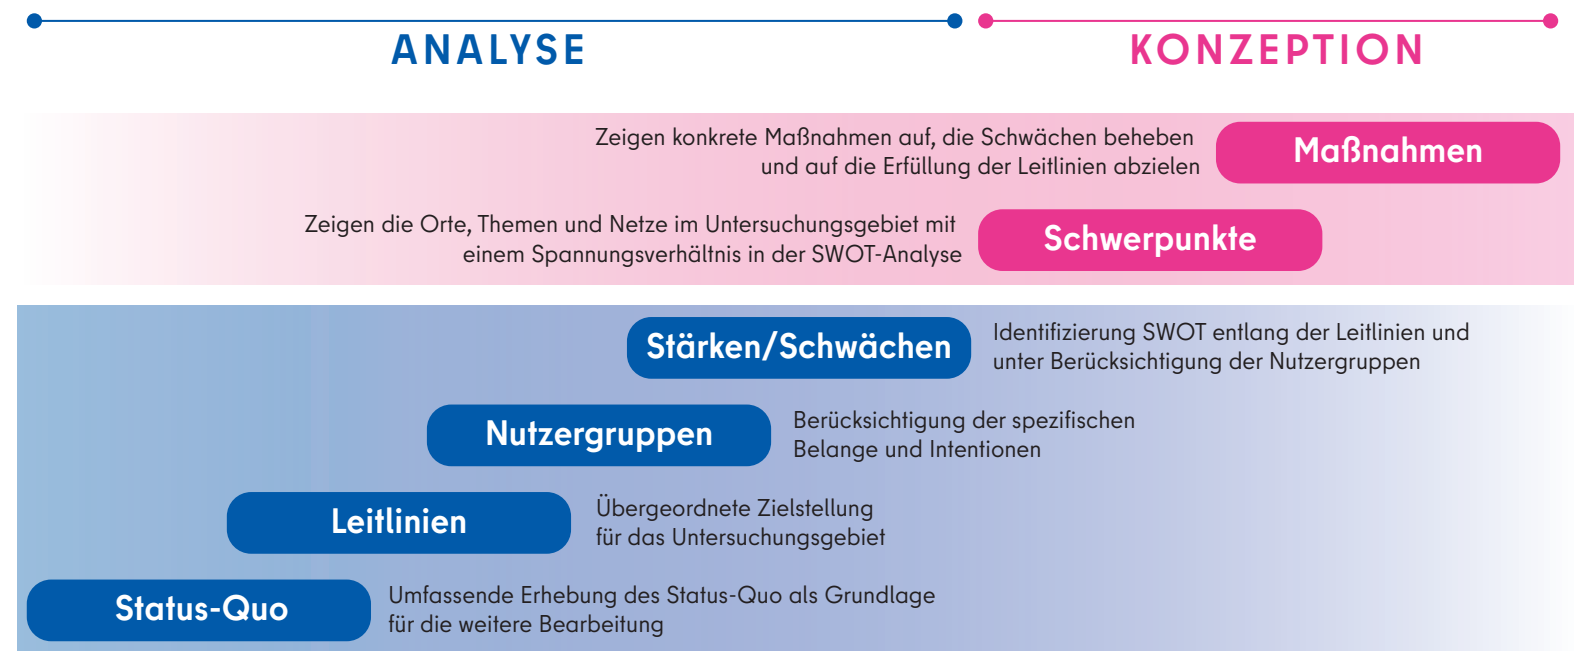 ANALYSE
KONZEPTION
Zeigen konkrete Maßnahmen auf, die Schwächen beheben
und auf die Erfüllung der Leitlinien abzielen
Maßnahmen
Zeigen die Orte, Themen und Netze im Untersuchungsgebiet mit
einem Spannungsverhältnis in der SWOT-Analyse
Schwerpunkte
Stärken/Schwächen
Identifizierung SWOT entlang der Leitlinien und
unter Berücksichtigung der Nutzergruppen
Nutzergruppen
Berücksichtigung der spezifischen
Belange und Intentionen
Leitlinien
Übergeordnete Zielstellung
für das Untersuchungsgebiet
Status-Quo
Umfassende Erhebung des Status-Quo als Grundlage
für die weitere Bearbeitung